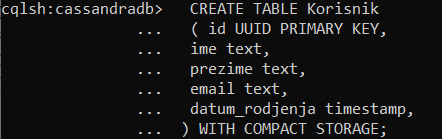 cqlsh:cassandradb>   CREATE TABLE Korisnik
             ...   ( id UUID PRIMARY KEY,
             ...   ime text,
             ...   prezime text,
             ...   email text,
             ...   datum_rodjenja timestamp,
             ...  ) WITH COMPACT STORAGE;